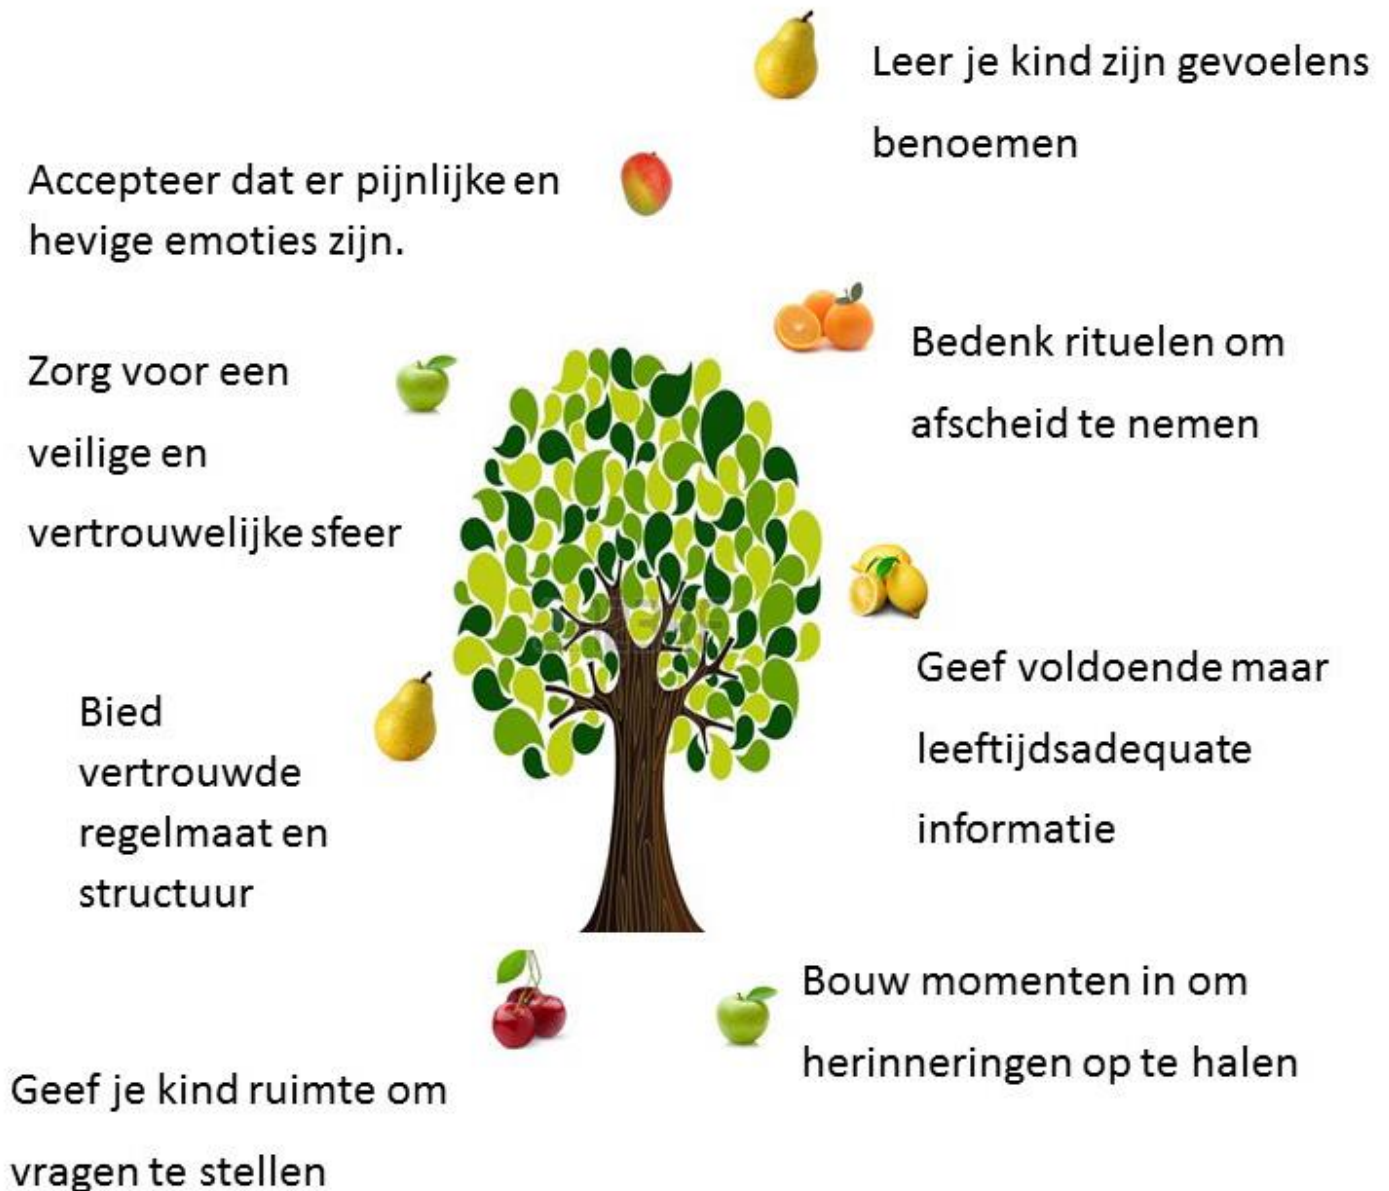 Leer je kind zijn gevoelens
benoemen
Accepteer dat er pijnlijke en
hevige emoties zijn.
Bedenk rituelen om
afscheid te nemen
Zorg voor een
veilige en
vertrouwelijke sfeer
Geef voldoende maar
leeftijdsadequate
informatie
Bied
vertrouwde
regelmaat en
structuur
Bouw momenten in om
herinneringen op te halen
Geef je kind ruimte om
vragen te stellen